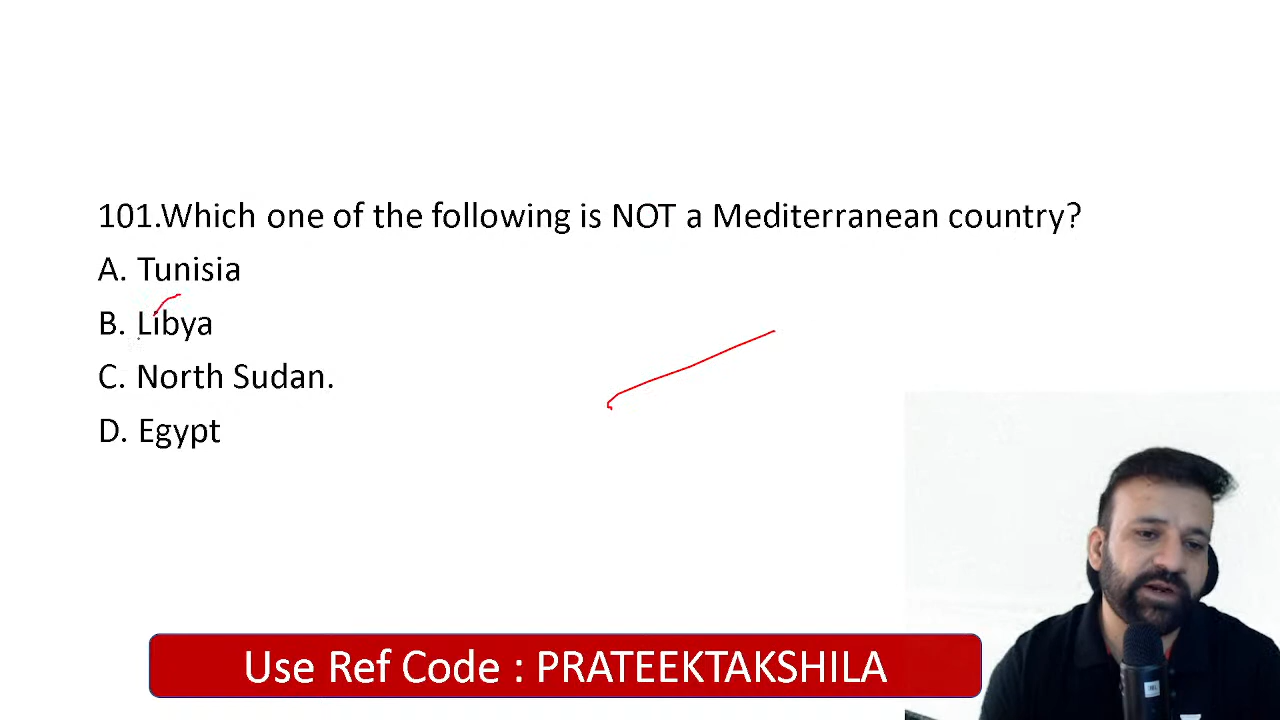 101.Which one of the following is NOT a Mediterranean country?
A. Tunisia
B. Libya
C. North Sudan.
D. Egypt
Use Ref Code : PRATEEKTAKSHILA